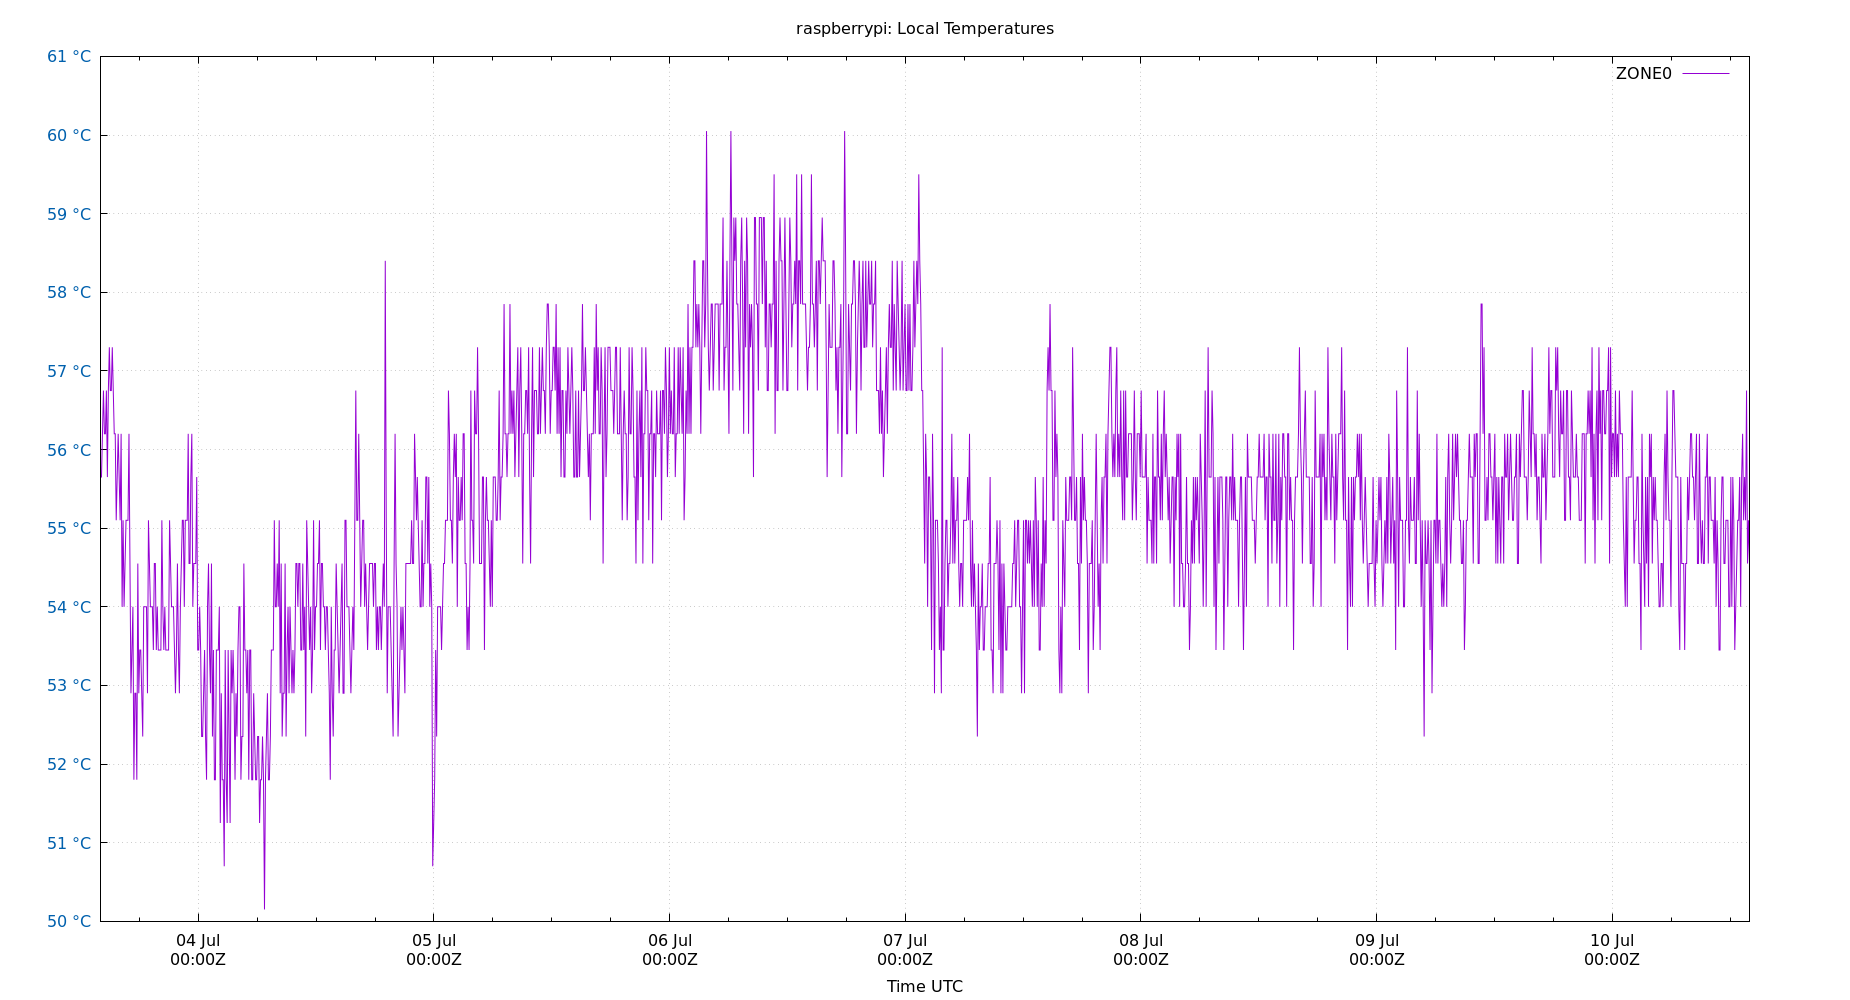 raspberrypi: Local Temperatures
61 °C
ZONE0
60 °C
59 °C
58 °C
57 °C
56 °C
55 °C
54 °C
53 °C
52 °C
51 °C
50 °C
04 Jul 05 Jul 06 Jul 07 Jul 08 Jul 09 Jul 10 Jul
00:00Z 00:00Z 00:00Z 00:00Z 00:00Z 00:00Z 00:00Z
Time UTC